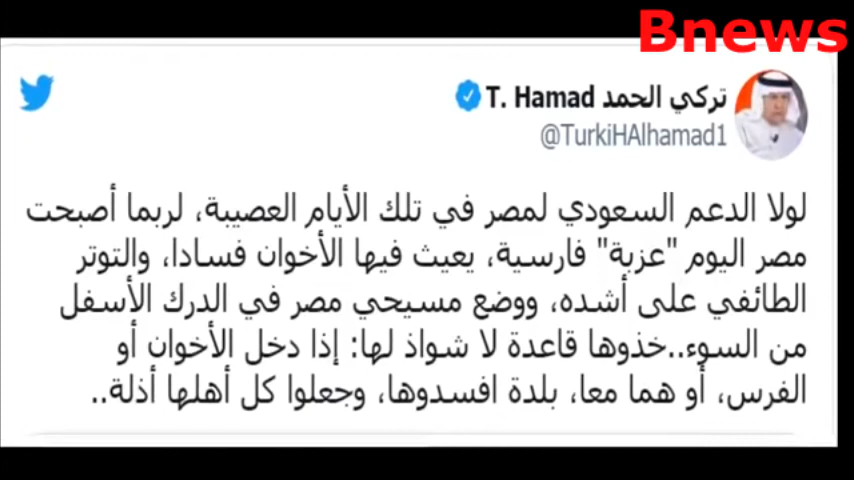 Bnews
تركي الحمد T. Hamad
@TurkiHAlhamad1
لولا الدعم السعودي لمصر في تلك الأيام العصيبة، لربما أصبحت
مصر اليوم "عزبة" فارسية، يعيث فيها الأخوان فسادا، والتوتر
الطائفي على أشده، ووضع مسيحي مصر في الدرك الأسفل
من السوء..خذوها قاعدة لا شواذ لها: إذا دخل الأخوان أو
الفرس، أو هما معا، بلدة افسدوها، وجعلوا كل أهلها أذلة..